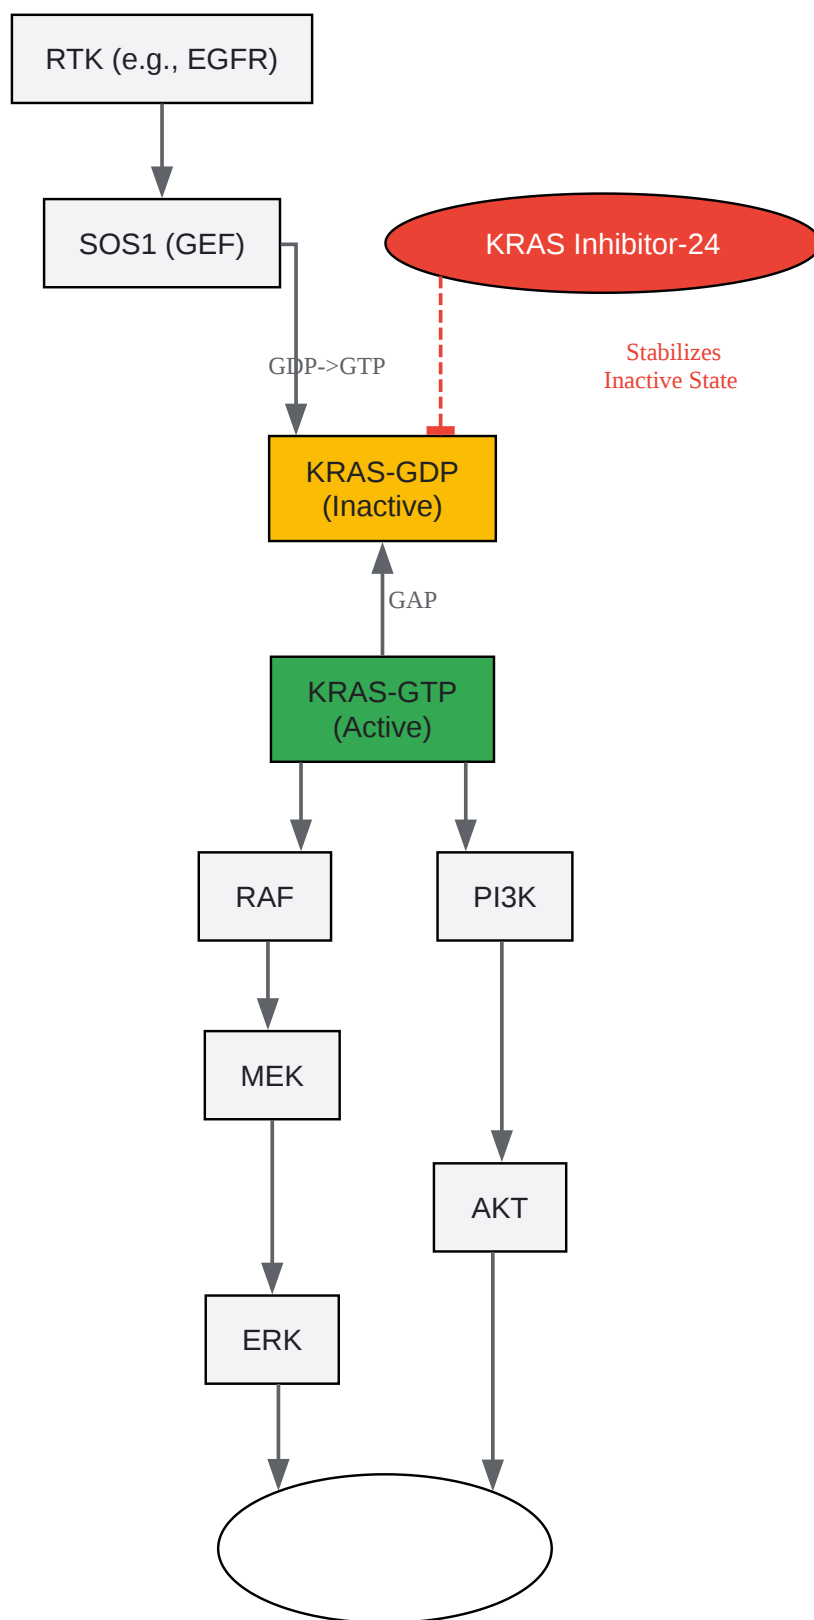 RTK (e.g., EGFR)
SOS1 (GEF)
KRAS Inhibitor-24
GDP->GTP
Stabilizes
Inactive State
KRAS-GDP
(Inactive)
GAP
KRAS-GTP
(Active)
RAF
PI3K
MEK
AKT
ERK